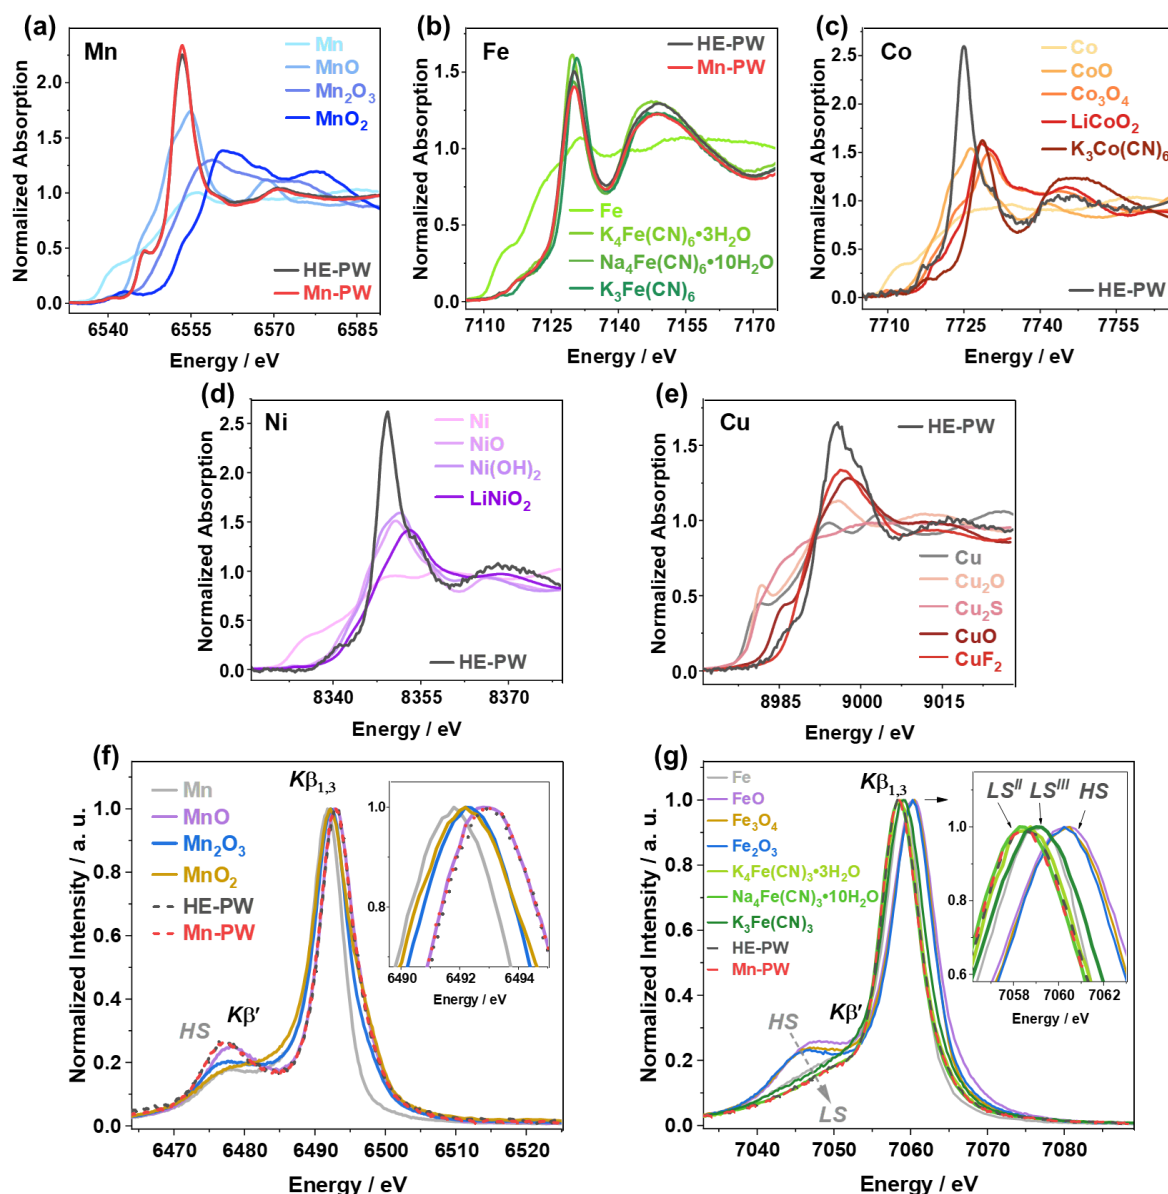 (a)
Mn
Mn
MnO
Mn₂O₃
MnO₂
HE-PW
Mn-PW
Normalized Absorption
2.0
1.5
1.0
0.5
0.0
6540 6555 6570 6585
Energy / eV
(b)
Fe
HE-PW
Mn-PW
Fe
K₄Fe(CN)₆•3H₂O
Na₄Fe(CN)₆•10H₂O
K₃Fe(CN)₆
Normalized Absorption
1.5
1.0
0.5
0.0
7110 7125 7140 7155 7170
Energy / eV
(c)
Co
Co
CoO
Co₃O₄
LiCoO₂
K₃Co(CN)₆
HE-PW
Normalized Absorption
2.5
2.0
1.5
1.0
0.5
0.0
7710 7725 7740 7755
Energy / eV
(d)
Ni
Ni
NiO
Ni(OH)₂
LiNiO₂
HE-PW
Normalized Absorption
2.5
2.0
1.5
1.0
0.5
0.0
8340 8355 8370
Energy / eV
(e)
Cu
HE-PW
Cu
Cu₂O
Cu₂S
CuO
CuF₂
Normalized Absorption
1.5
1.0
0.5
0.0
8985 9000 9015
Energy / eV
(f)
Mn
MnO
Mn₂O₃
MnO₂
HE-PW
Mn-PW
Kβ₁,₃
Kβ′
HS
1.0
0.8
6490 6492 6494
Energy / eV
Normalized Intensity / a. u.
1.0
0.8
0.6
0.4
0.2
0.0
6470 6480 6490 6500 6510 6520
Energy / eV
(g)
Fe
FeO
Fe₃O₄
Fe₂O₃
K₄Fe(CN)₃•3H₂O
Na₄Fe(CN)₃•10H₂O
K₃Fe(CN)₃
HE-PW
Mn-PW
Kβ₁,₃
Kβ′
HS
LS
LSᴵᴵ LSᴵᴵᴵ HS
1.0
0.8
0.6
7058 7060 7062
Energy / eV
Normalized Intensity / a. u.
1.0
0.8
0.6
0.4
0.2
0.0
7040 7050 7060 7070 7080
Energy / eV